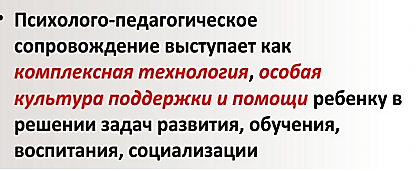 • Психолого-педагогическое
сопровождение выступает как
комплексная технология, особая
культура поддержки и помощи ребенку в
решении задач развития, обучения,
воспитания, социализации